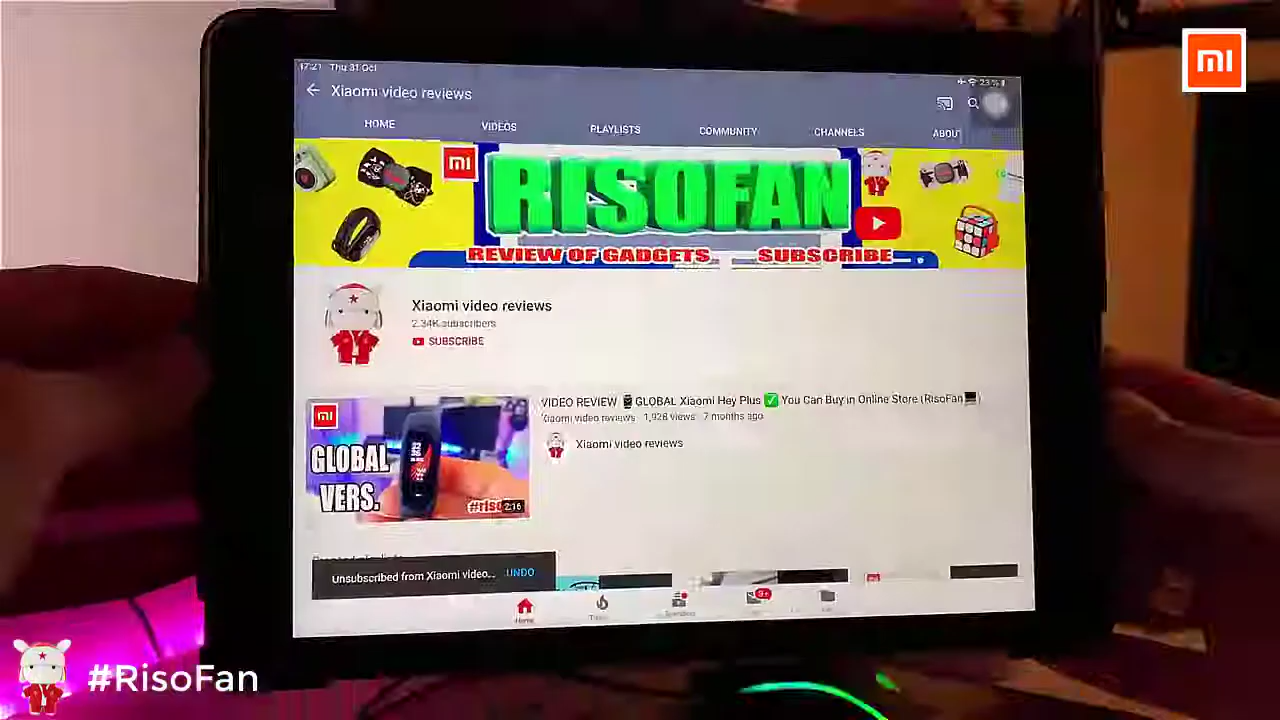 17:21 Thu 31 Oct
23%
Xiaomi video reviews
HOME VIDEOS PLAYLISTS COMMUNITY CHANNELS ABOUT
mi
RISOFAN
REVIEW OF GADGETS SUBSCRIBE
Xiaomi video reviews
2.34K subscribers
SUBSCRIBE
VIDEO REVIEW GLOBAL Xiaomi Hey Plus ✅ You Can Buy in Online Store (RisoFan)
Xiaomi video reviews · 1,926 views · 7 months ago
Xiaomi video reviews
mi
GLOBAL
VERS.
2:16
Unsubscribed from Xiaomi video... UNDO
9+
Home
mi
#RisoFan